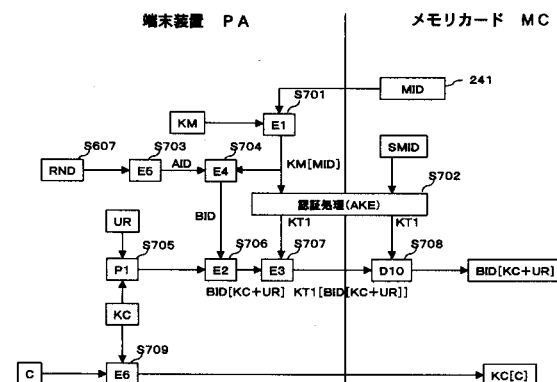 端末装置 PA メモリカード MC
S701 MID 241
KM E1
S607 S703 S704 KM[MID] SMID
RND E5 AID E4 S702
認証処理(AKE)
UR BID KT1 KT1
S705 S706 S707 S708
P1 E2 E3 D10 BID[KC+UR]
BID[KC+UR] KT1[BID[KC+UR]]
KC
S709
C E6 KC[C]